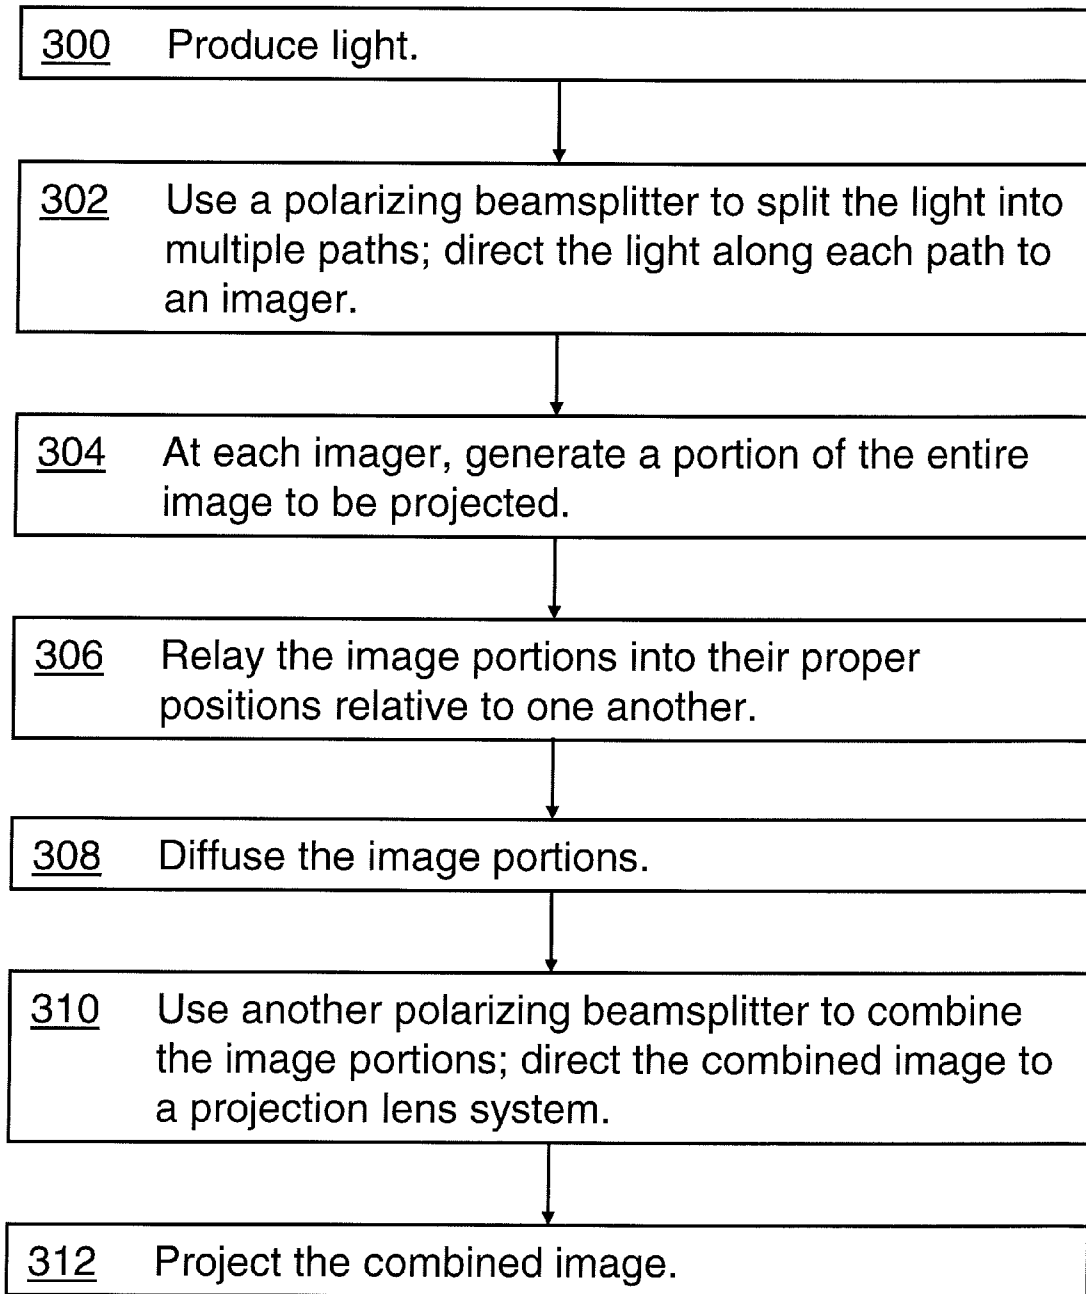 300 Produce light.
302 Use a polarizing beamsplitter to split the light into
multiple paths; direct the light along each path to
an imager.
304 At each imager, generate a portion of the entire
image to be projected.
306 Relay the image portions into their proper
positions relative to one another.
308 Diffuse the image portions.
310 Use another polarizing beamsplitter to combine
the image portions; direct the combined image to
a projection lens system.
312 Project the combined image.